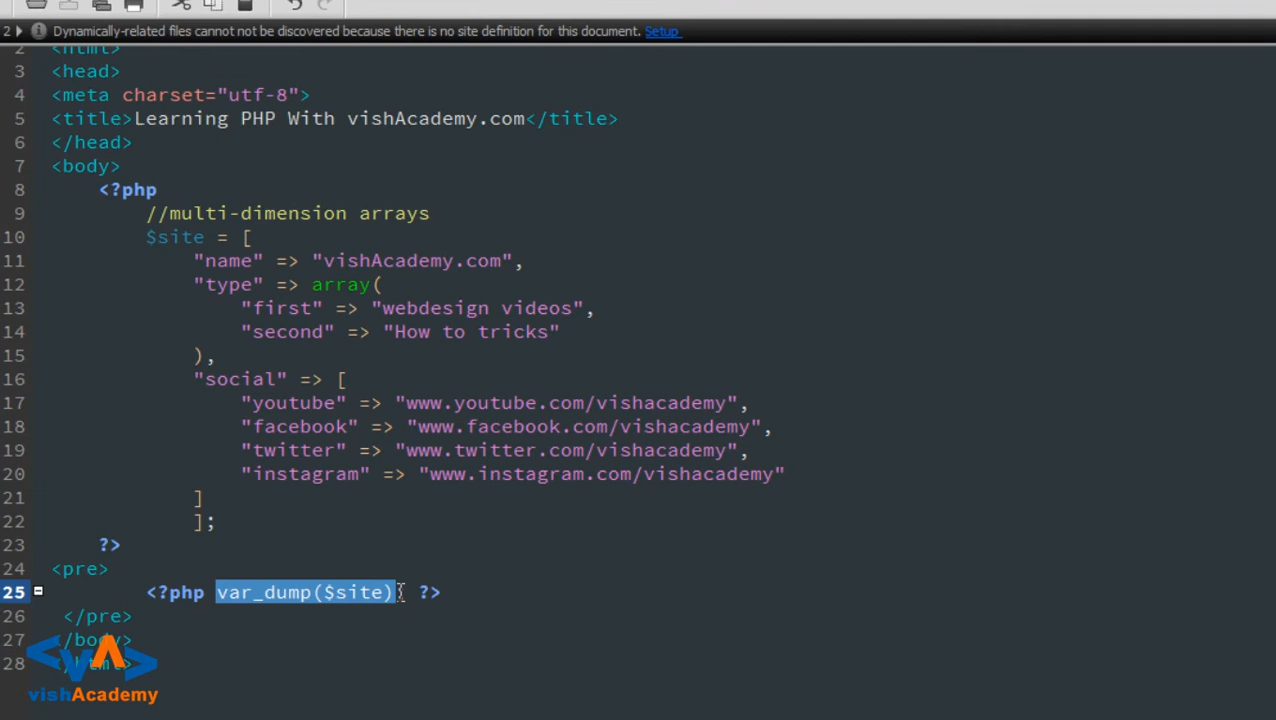 2 Dynamically-related files cannot not be discovered because there is no site definition for this document. Setup
2 <html>
3 <head>
4 <meta charset="utf-8">
5 <title>Learning PHP With vishAcademy.com</title>
6 </head>
7 <body>
8 <?php
9 //multi-dimension arrays
10 $site = [
11 "name" => "vishAcademy.com",
12 "type" => array(
13 "first" => "webdesign videos",
14 "second" => "How to tricks"
15 ),
16 "social" => [
17 "youtube" => "www.youtube.com/vishacademy",
18 "facebook" => "www.facebook.com/vishacademy",
19 "twitter" => "www.twitter.com/vishacademy",
20 "instagram" => "www.instagram.com/vishacademy"
21 ]
22 ];
23 ?>
24 <pre>
25 <?php var_dump($site) ?>
26 </pre>
27 </body>
28 </html>
vishAcademy